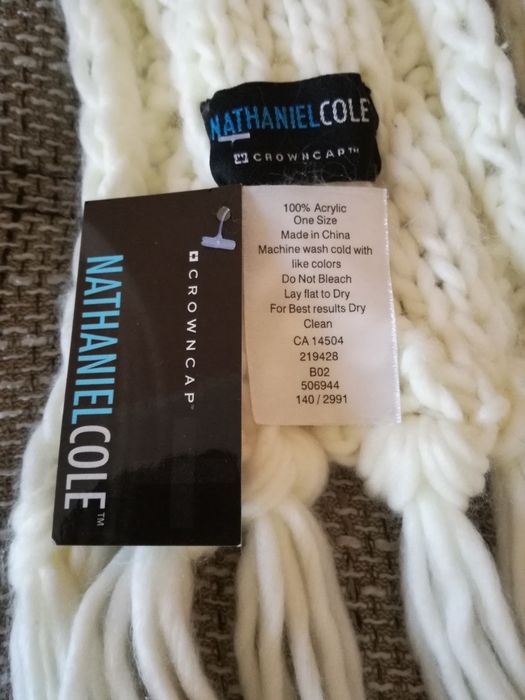 NATHANIELCOLE
CROWNCAP™
100% Acrylic
One Size
Made in China
Machine wash cold with
like colors
Do Not Bleach
Lay flat to Dry
For Best results Dry
Clean
CA 14504
219428
B02
506944
140 / 2991
CROWNCAP™
NATHANIELCOLE™